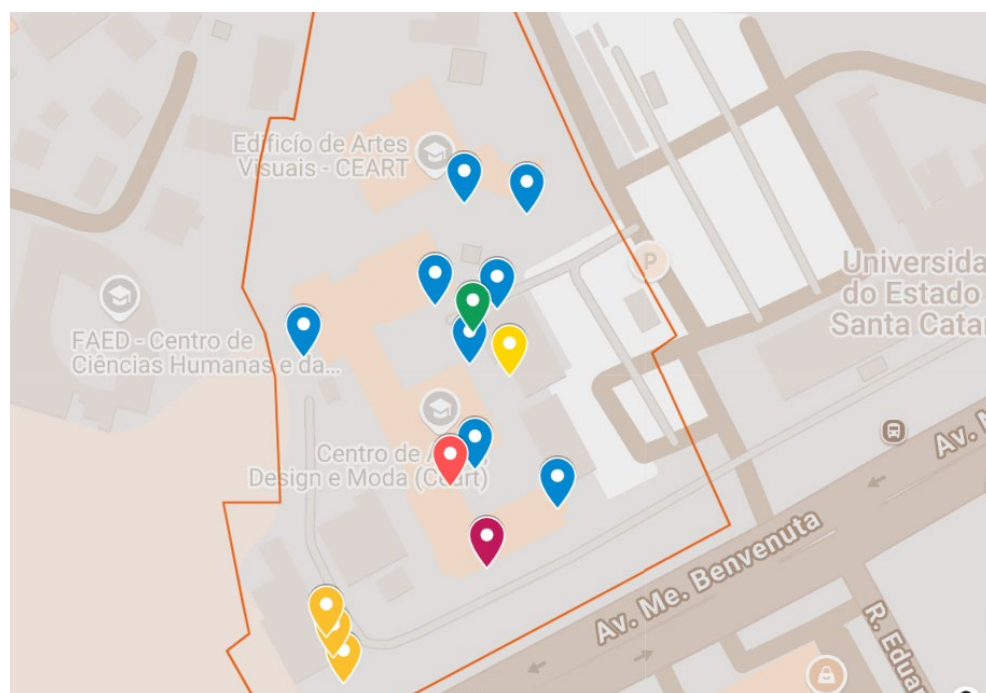 Edificío de Artes
Visuais - CEART
P
Universida
do Estado
Santa Catar
FAED - Centro de
Ciências Humanas e da...
Centro de A
Design e Moda (Ceart)
Av. M
Av. Me. Benvenuta
R. Eduar